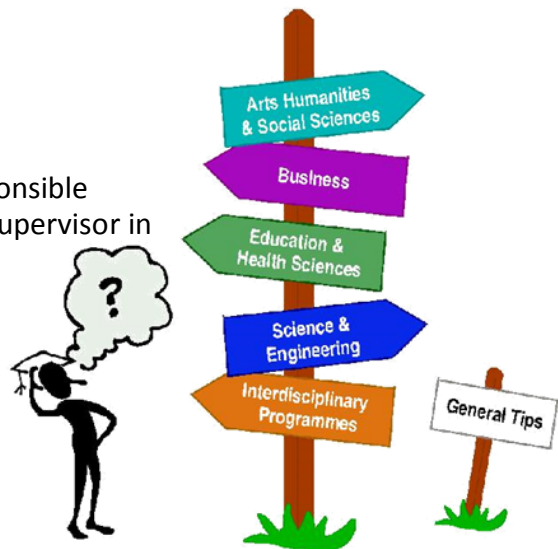 Arts Humanities
& Social Sciences
Business
onsible
upervisor in
Education &
Health Sciences
?
Science &
Engineering
Interdisciplinary
Programmes
General Tips